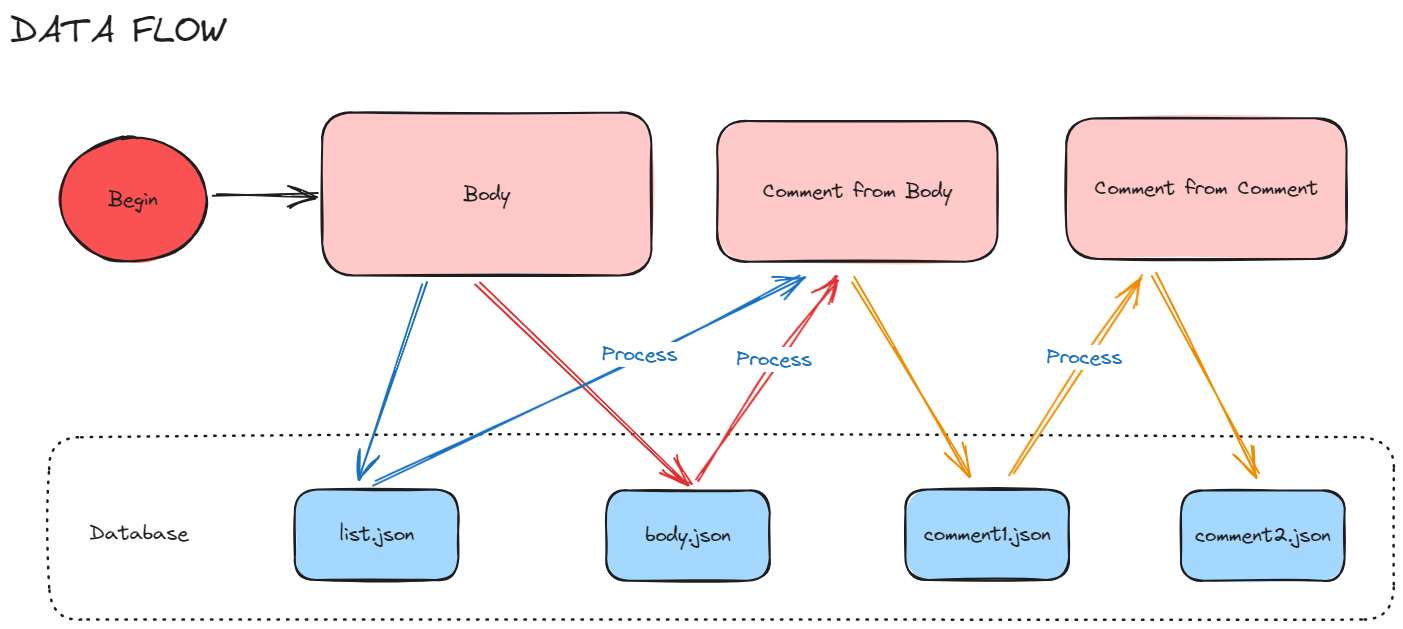 DATA FLOW
Begin
Body
Comment from Body
Comment from Comment
Process
Process
Process
Database
list.json
body.json
comment1.json
comment2.json